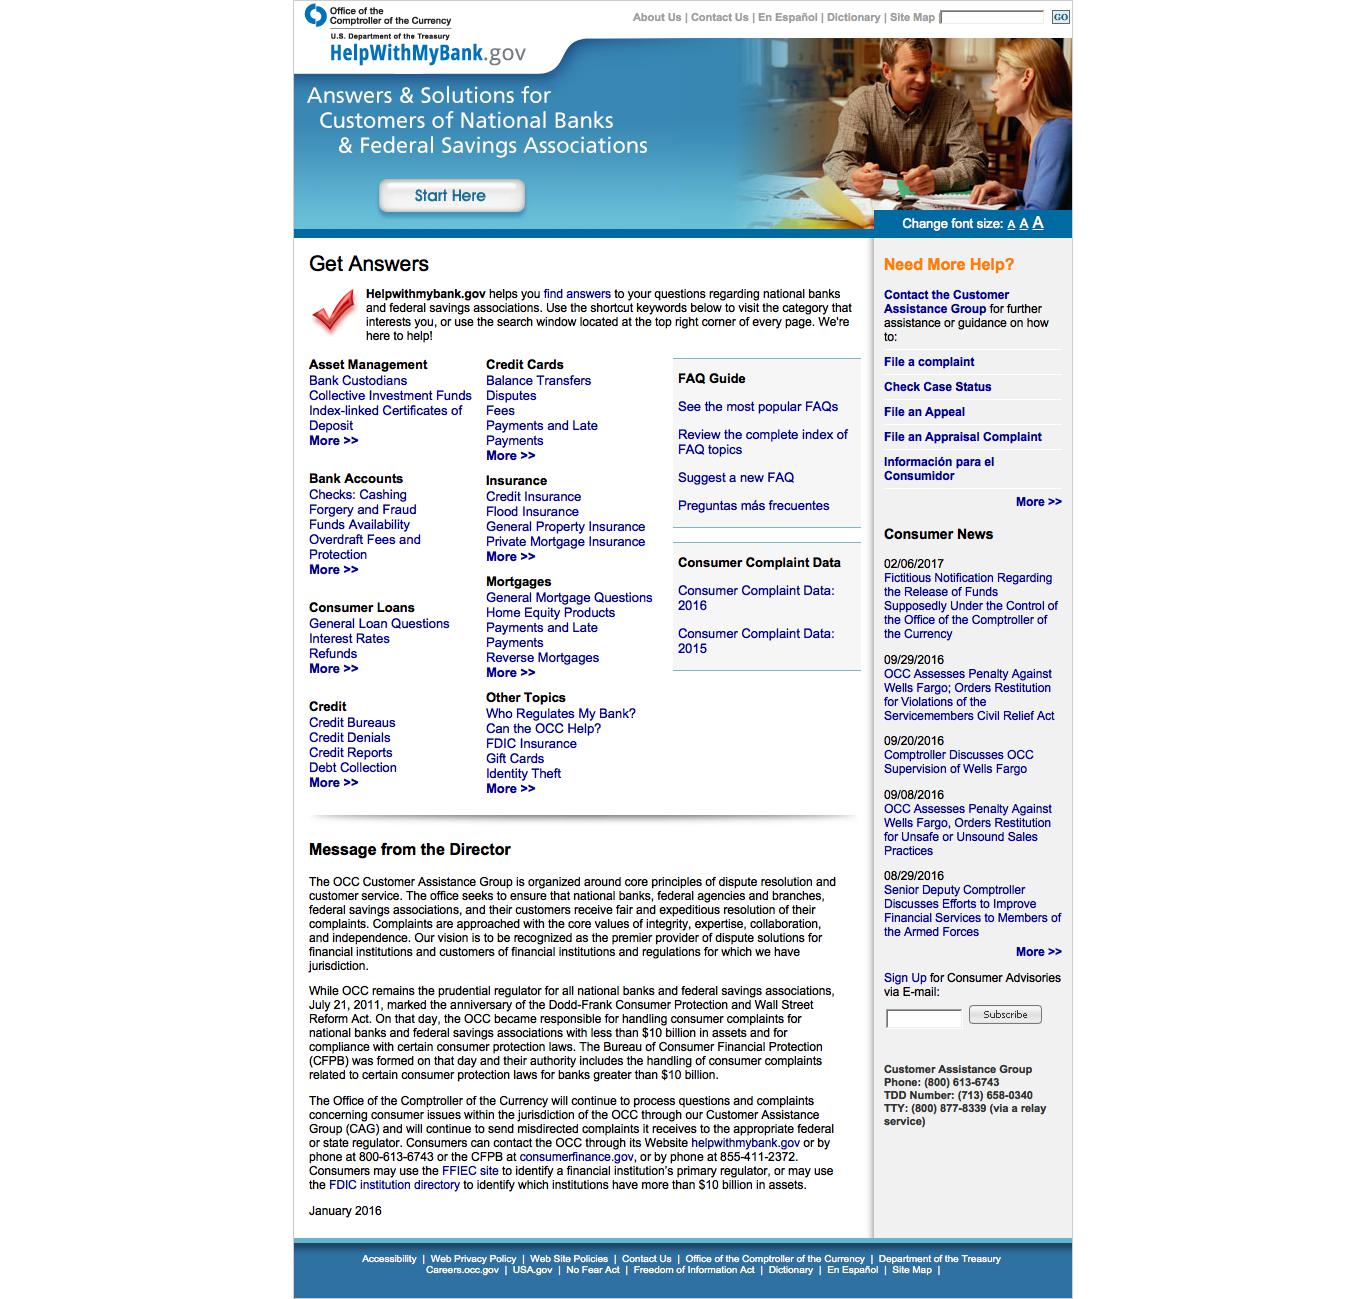 Office of the
Comptroller of the Currency
U.S. Department of the Treasury
HelpWithMyBank.gov
About Us | Contact Us | En Español | Dictionary | Site Map |
GO
Answers & Solutions for
Customers of National Banks
& Federal Savings Associations
Start Here
Change font size: A A A
Get Answers
Helpwithmybank.gov helps you find answers to your questions regarding national banks
and federal savings associations. Use the shortcut keywords below to visit the category that
interests you, or use the search window located at the top right corner of every page. We're
here to help!
Asset Management
Bank Custodians
Collective Investment Funds
Index-linked Certificates of
Deposit
More >>
Bank Accounts
Checks: Cashing
Forgery and Fraud
Funds Availability
Overdraft Fees and
Protection
More >>
Consumer Loans
General Loan Questions
Interest Rates
Refunds
More >>
Credit
Credit Bureaus
Credit Denials
Credit Reports
Debt Collection
More >>
Credit Cards
Balance Transfers
Disputes
Fees
Payments and Late
Payments
More >>
Insurance
Credit Insurance
Flood Insurance
General Property Insurance
Private Mortgage Insurance
More >>
Mortgages
General Mortgage Questions
Home Equity Products
Payments and Late
Payments
Reverse Mortgages
More >>
Other Topics
Who Regulates My Bank?
Can the OCC Help?
FDIC Insurance
Gift Cards
Identity Theft
More >>
FAQ Guide
See the most popular FAQs
Review the complete index of
FAQ topics
Suggest a new FAQ
Preguntas más frecuentes
Consumer Complaint Data
Consumer Complaint Data:
2016
Consumer Complaint Data:
2015
Message from the Director
The OCC Customer Assistance Group is organized around core principles of dispute resolution and
customer service. The office seeks to ensure that national banks, federal agencies and branches,
federal savings associations, and their customers receive fair and expeditious resolution of their
complaints. Complaints are approached with the core values of integrity, expertise, collaboration,
and independence. Our vision is to be recognized as the premier provider of dispute solutions for
financial institutions and customers of financial institutions and regulations for which we have
jurisdiction.
While OCC remains the prudential regulator for all national banks and federal savings associations,
July 21, 2011, marked the anniversary of the Dodd-Frank Consumer Protection and Wall Street
Reform Act. On that day, the OCC became responsible for handling consumer complaints for
national banks and federal savings associations with less than $10 billion in assets and for
compliance with certain consumer protection laws. The Bureau of Consumer Financial Protection
(CFPB) was formed on that day and their authority includes the handling of consumer complaints
related to certain consumer protection laws for banks greater than $10 billion.
The Office of the Comptroller of the Currency will continue to process questions and complaints
concerning consumer issues within the jurisdiction of the OCC through our Customer Assistance
Group (CAG) and will continue to send misdirected complaints it receives to the appropriate federal
or state regulator. Consumers can contact the OCC through its Website helpwithmybank.gov or by
phone at 800-613-6743 or the CFPB at consumerfinance.gov, or by phone at 855-411-2372.
Consumers may use the FFIEC site to identify a financial institution's primary regulator, or may use
the FDIC institution directory to identify which institutions have more than $10 billion in assets.
January 2016
Need More Help?
Contact the Customer
Assistance Group for further
assistance or guidance on how
to:
File a complaint
Check Case Status
File an Appeal
File an Appraisal Complaint
Información para el
Consumidor
More >>
Consumer News
02/06/2017
Fictitious Notification Regarding
the Release of Funds
Supposedly Under the Control of
the Office of the Comptroller of
the Currency
09/29/2016
OCC Assesses Penalty Against
Wells Fargo; Orders Restitution
for Violations of the
Servicemembers Civil Relief Act
09/20/2016
Comptroller Discusses OCC
Supervision of Wells Fargo
09/08/2016
OCC Assesses Penalty Against
Wells Fargo, Orders Restitution
for Unsafe or Unsound Sales
Practices
08/29/2016
Senior Deputy Comptroller
Discusses Efforts to Improve
Financial Services to Members of
the Armed Forces
More >>
Sign Up for Consumer Advisories
via E-mail:
Subscribe
Customer Assistance Group
Phone: (800) 613-6743
TDD Number: (713) 658-0340
TTY: (800) 877-8339 (via a relay
service)
Accessibility | Web Privacy Policy | Web Site Policies | Contact Us | Office of the Comptroller of the Currency | Department of the Treasury
Careers.occ.gov | USA.gov | No Fear Act | Freedom of Information Act | Dictionary | En Español | Site Map |